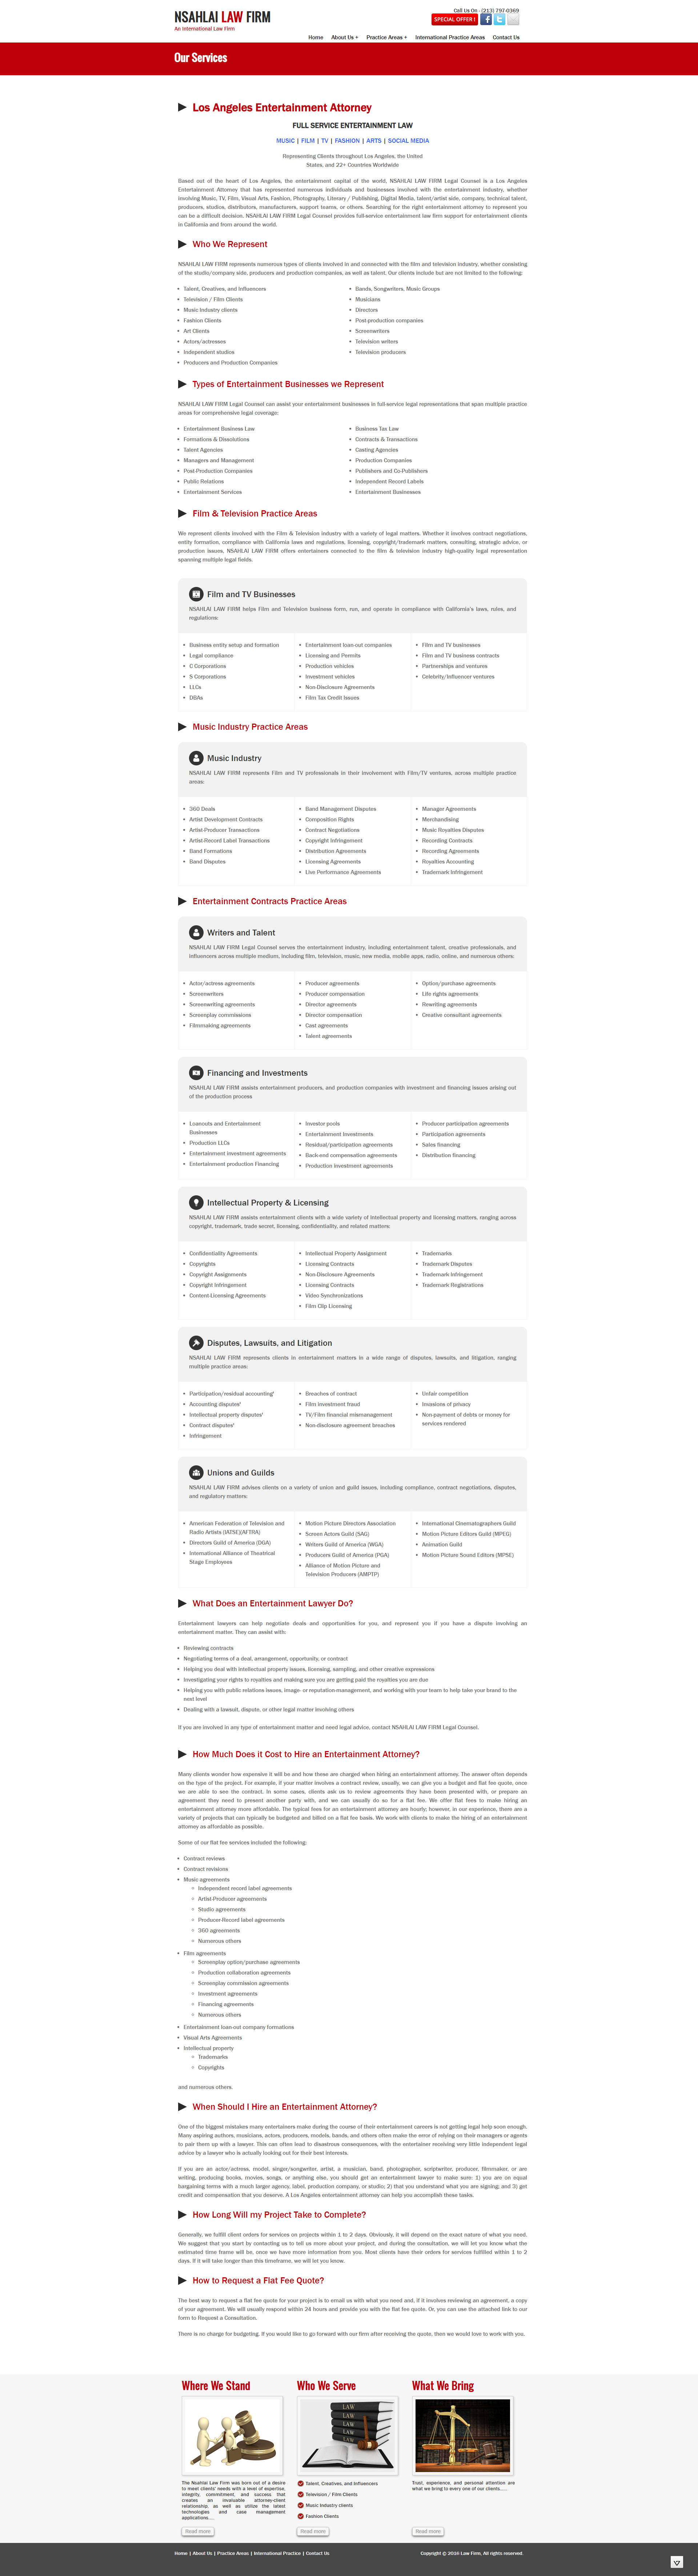 Call Us On - (213) 797-0369
NSAHLAI LAW FIRM
An International Law Firm
SPECIAL OFFER !
Home
About Us +
Practice Areas +
International Practice Areas
Contact Us
Our Services
Los Angeles Entertainment Attorney
FULL SERVICE ENTERTAINMENT LAW
MUSIC | FILM | TV | FASHION | ARTS | SOCIAL MEDIA
Representing Clients throughout Los Angeles, the United
States, and 22+ Countries Worldwide
Based out of the heart of Los Angeles, the entertainment capital of the world, NSAHLAI LAW FIRM Legal Counsel is a Los Angeles
Entertainment Attorney that has represented numerous individuals and businesses involved with the entertainment industry, whether
involving Music, TV, Film, Visual Arts, Fashion, Photography, Literary / Publishing, Digital Media, talent/artist side, company, technical talent,
producers, studios, distributors, manufacturers, support teams, or others. Searching for the right entertainment attorney to represent you
can be a difficult decision. NSAHLAI LAW FIRM Legal Counsel provides full-service entertainment law firm support for entertainment clients
in California and from around the world.
Who We Represent
NSAHLAI LAW FIRM represents numerous types of clients involved in and connected with the film and television industry, whether consisting
of the studio/company side, producers and production companies, as well as talent. Our clients include but are not limited to the following:
Talent, Creatives, and Influencers
Television / Film Clients
Music Industry clients
Fashion Clients
Art Clients
Actors/actresses
Independent studios
Producers and Production Companies
Bands, Songwriters, Music Groups
Musicians
Directors
Post-production companies
Screenwriters
Television writers
Television producers
Types of Entertainment Businesses we Represent
NSAHLAI LAW FIRM Legal Counsel can assist your entertainment businesses in full-service legal representations that span multiple practice
areas for comprehensive legal coverage:
Entertainment Business Law
Formations & Dissolutions
Talent Agencies
Managers and Management
Post-Production Companies
Public Relations
Entertainment Services
Business Tax Law
Contracts & Transactions
Casting Agencies
Production Companies
Publishers and Co-Publishers
Independent Record Labels
Entertainment Businesses
Film & Television Practice Areas
We represent clients involved with the Film & Television industry with a variety of legal matters. Whether it involves contract negotiations,
entity formation, compliance with California laws and regulations, licensing, copyright/trademark matters, consulting, strategic advice, or
production issues, NSAHLAI LAW FIRM offers entertainers connected to the film & television industry high-quality legal representation
spanning multiple legal fields.
Film and TV Businesses
NSAHLAI LAW FIRM helps Film and Television business form, run, and operate in compliance with California's laws, rules, and
regulations:
Business entity setup and formation
Legal compliance
C Corporations
S Corporations
LLCs
DBAs
Entertainment loan-out companies
Licensing and Permits
Production vehicles
Investment vehicles
Non-Disclosure Agreements
Film Tax Credit Issues
Film and TV businesses
Film and TV business contracts
Partnerships and ventures
Celebrity/Influencer ventures
Music Industry Practice Areas
Music Industry
NSAHLAI LAW FIRM represents Film and TV professionals in their involvement with Film/TV ventures, across multiple practice
areas:
360 Deals
Artist Development Contracts
Artist-Producer Transactions
Artist-Record Label Transactions
Band Formations
Band Disputes
Band Management Disputes
Composition Rights
Contract Negotiations
Copyright Infringement
Distribution Agreements
Licensing Agreements
Live Performance Agreements
Manager Agreements
Merchandising
Music Royalties Disputes
Recording Contracts
Recording Agreements
Royalties Accounting
Trademark Infringement
Entertainment Contracts Practice Areas
Writers and Talent
NSAHLAI LAW FIRM Legal Counsel serves the entertainment industry, including entertainment talent, creative professionals, and
influencers across multiple medium, including film, television, music, new media, mobile apps, radio, online, and numerous others:
Actor/actress agreements
Screenwriters
Screenwriting agreements
Screenplay commissions
Filmmaking agreements
Producer agreements
Producer compensation
Director agreements
Director compensation
Cast agreements
Talent agreements
Option/purchase agreements
Life rights agreements
Rewriting agreements
Creative consultant agreements
Financing and Investments
NSAHLAI LAW FIRM assists entertainment producers, and production companies with investment and financing issues arising out
of the production process
Loanouts and Entertainment
Businesses
Production LLCs
Entertainment investment agreements
Entertainment production Financing
Investor pools
Entertainment Investments
Residual/participation agreements
Back-end compensation agreements
Production investment agreements
Producer participation agreements
Participation agreements
Sales financing
Distribution financing
Intellectual Property & Licensing
NSAHLAI LAW FIRM assists entertainment clients with a wide variety of intellectual property and licensing matters, ranging across
copyright, trademark, trade secret, licensing, confidentiality, and related matters:
Confidentiality Agreements
Copyrights
Copyright Assignments
Copyright Infringement
Content-Licensing Agreements
Intellectual Property Assignment
Licensing Contracts
Non-Disclosure Agreements
Licensing Contracts
Video Synchronizations
Film Clip Licensing
Trademarks
Trademark Disputes
Trademark Infringement
Trademark Registrations
Disputes, Lawsuits, and Litigation
NSAHLAI LAW FIRM represents clients in entertainment matters in a wide range of disputes, lawsuits, and litigation, ranging
multiple practice areas:
Participation/residual accounting'
Accounting disputes'
Intellectual property disputes'
Contract disputes'
Infringement
Breaches of contract
Film investment fraud
TV/Film financial mismanagement
Non-disclosure agreement breaches
Unfair competition
Invasions of privacy
Non-payment of debts or money for
services rendered
Unions and Guilds
NSAHLAI LAW FIRM advises clients on a variety of union and guild issues, including compliance, contract negotiations, disputes,
and regulatory matters:
American Federation of Television and
Radio Artists (IATSE)(AFTRA)
Directors Guild of America (DGA)
International Alliance of Theatrical
Stage Employees
Motion Picture Directors Association
Screen Actors Guild (SAG)
Writers Guild of America (WGA)
Producers Guild of America (PGA)
Alliance of Motion Picture and
Television Producers (AMPTP)
International Cinematographers Guild
Motion Picture Editors Guild (MPEG)
Animation Guild
Motion Picture Sound Editors (MPSE)
What Does an Entertainment Lawyer Do?
Entertainment lawyers can help negotiate deals and opportunities for you, and represent you if you have a dispute involving an
entertainment matter. They can assist with:
Reviewing contracts
Negotiating terms of a deal, arrangement, opportunity, or contract
Helping you deal with intellectual property issues, licensing, sampling, and other creative expressions
Investigating your rights to royalties and making sure you are getting paid the royalties you are due
Helping you with public relations issues, image- or reputation-management, and working with your team to help take your brand to the
next level
Dealing with a lawsuit, dispute, or other legal matter involving others
If you are involved in any type of entertainment matter and need legal advice, contact NSAHLAI LAW FIRM Legal Counsel.
How Much Does it Cost to Hire an Entertainment Attorney?
Many clients wonder how expensive it will be and how these are charged when hiring an entertainment attorney. The answer often depends
on the type of the project. For example, if your matter involves a contract review, usually, we can give you a budget and flat fee quote, once
we are able to see the contract. In some cases, clients ask us to review agreements they have been presented with, or prepare an
agreement they need to present another party with, and we can usually do so for a flat fee. We offer flat fees to make hiring an
entertainment attorney more affordable. The typical fees for an entertainment attorney are hourly; however, in our experience, there are a
variety of projects that can typically be budgeted and billed on a flat fee basis. We work with clients to make the hiring of an entertainment
attorney as affordable as possible.
Some of our flat fee services included the following:
Contract reviews
Contract revisions
Music agreements
Independent record label agreements
Artist-Producer agreements
Studio agreements
Producer-Record label agreements
360 agreements
Numerous others
Film agreements
Screenplay option/purchase agreements
Production collaboration agreements
Screenplay commission agreements
Investment agreements
Financing agreements
Numerous others
Entertainment loan-out company formations
Visual Arts Agreements
Intellectual property
Trademarks
Copyrights
and numerous others.
When Should I Hire an Entertainment Attorney?
One of the biggest mistakes many entertainers make during the course of their entertainment careers is not getting legal help soon enough.
Many aspiring authors, musicians, actors, producers, models, bands, and others often make the error of relying on their managers or agents
to pair them up with a lawyer. This can often lead to disastrous consequences, with the entertainer receiving very little independent legal
advice by a lawyer who is actually looking out for their best interests.
If you are an actor/actress, model, singer/songwriter, artist, a musician, band, photographer, scriptwriter, producer, filmmaker, or are
writing, producing books, movies, songs, or anything else, you should get an entertainment lawyer to make sure: 1) you are on equal
bargaining terms with a much larger agency, label, production company, or studio; 2) that you understand what you are signing; and 3) get
credit and compensation that you deserve. A Los Angeles entertainment attorney can help you accomplish these tasks.
How Long Will my Project Take to Complete?
Generally, we fulfill client orders for services on projects within 1 to 2 days. Obviously, it will depend on the exact nature of what you need.
We suggest that you start by contacting us to tell us more about your project, and during the consultation, we will let you know what the
estimated time frame will be, once we have more information from you. Most clients have their orders for services fulfilled within 1 to 2
days. If it will take longer than this timeframe, we will let you know.
How to Request a Flat Fee Quote?
The best way to request a flat fee quote for your project is to email us with what you need and, if it involves reviewing an agreement, a copy
of your agreement. We will usually respond within 24 hours and provide you with the flat fee quote. Or, you can use the attached to our
form to Request a Consultation.
There is no charge for budgeting; if you would like to go forward with our firm after receiving the quote, then we would love to work with you.
Where We Stand
The Nsahlai Law Firm was born out of a desire
to meet clients' needs with a level of expertise,
integrity, commitment, and success that
creates an invaluable attorney-client
relationship, as well as utilize the latest
technologies and case management
applications....
Read more
Who We Serve
LAW
LAW
LAW
LAW
Talent, Creatives, and Influencers
Television / Film Clients
Music Industry clients
Fashion Clients
Read more
What We Bring
Trust, experience, and personal attention are
what we bring to every one of our clients......
Read more
Home | About Us | Practice Areas | International Practice | Contact Us
Copyright © 2016 Law Firm, All rights reserved.